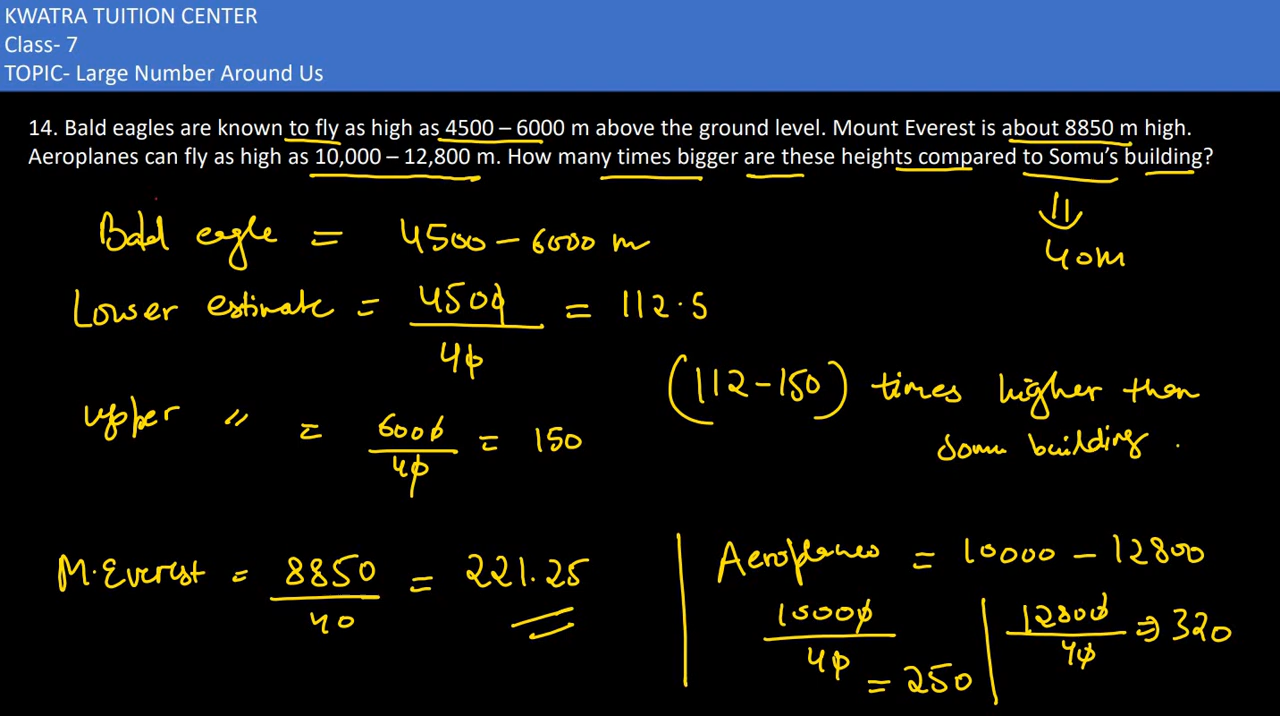 KWATRA TUITION CENTER
Class- 7
TOPIC- Large Number Around Us
14. Bald eagles are known to fly as high as 4500 – 6000 m above the ground level. Mount Everest is about 8850 m high.
Aeroplanes can fly as high as 10,000 – 12,800 m. How many times bigger are these heights compared to Somu's building?
⇓
40m
Bald eagle = 4500 – 6000 m
Lower estimate = 4500/40 = 112.5
upper " = 6000/40 = 150
(112 – 150) times higher then
Somu building .
M.Everest = 8850/40 = 221.25
Aeroplanes = 10000 – 12800
10000/40 = 250
12800/40 ⇒ 320